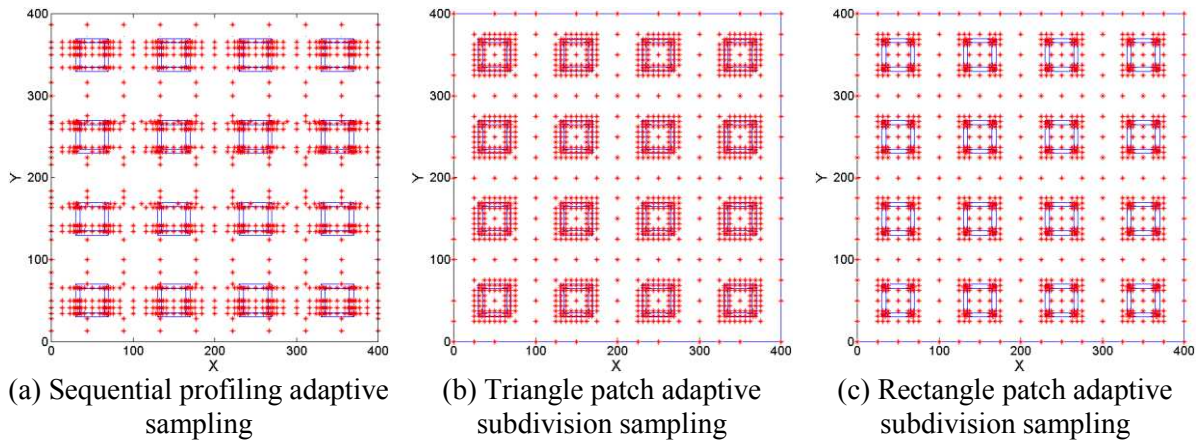 400
300
200
100
0
Y
0 100 200 300 400
X
(a) Sequential profiling adaptive
sampling
400
300
200
100
0
Y
0 100 200 300 400
X
(b) Triangle patch adaptive
subdivision sampling
400
300
200
100
0
Y
0 100 200 300 400
X
(c) Rectangle patch adaptive
subdivision sampling